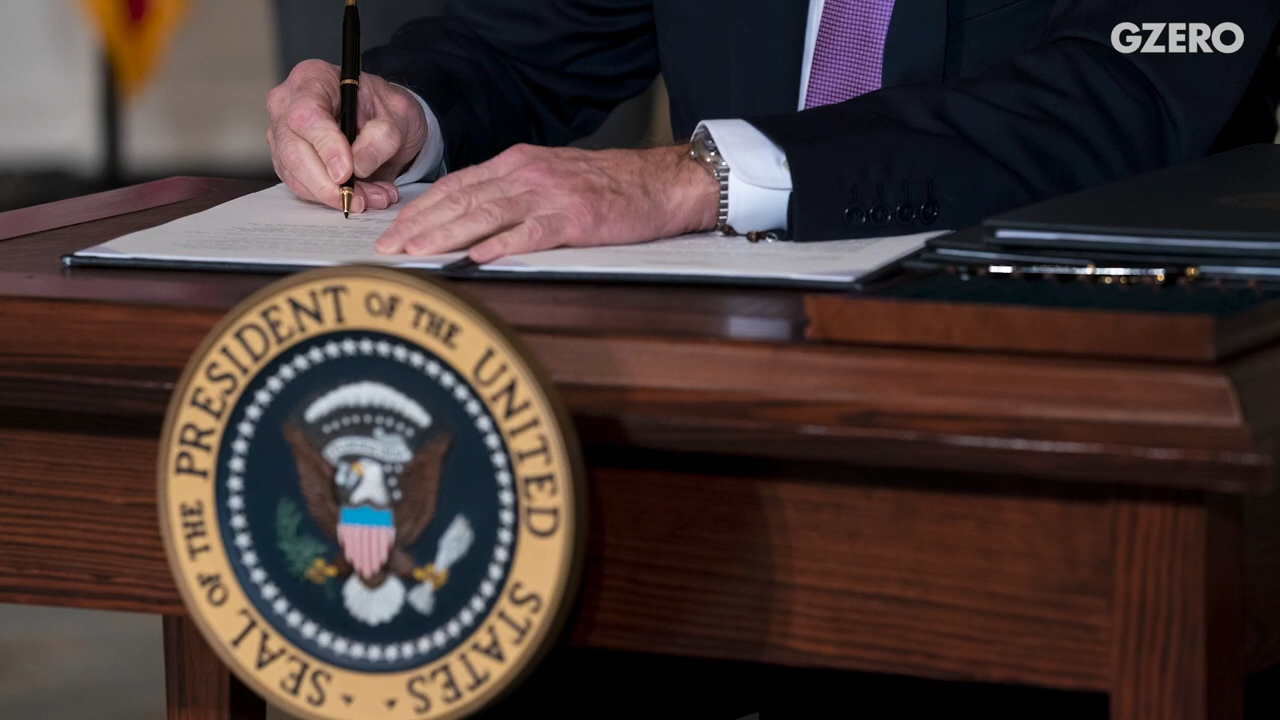 GZERO
SEAL OF THE PRESIDENT OF THE UNITED STATES